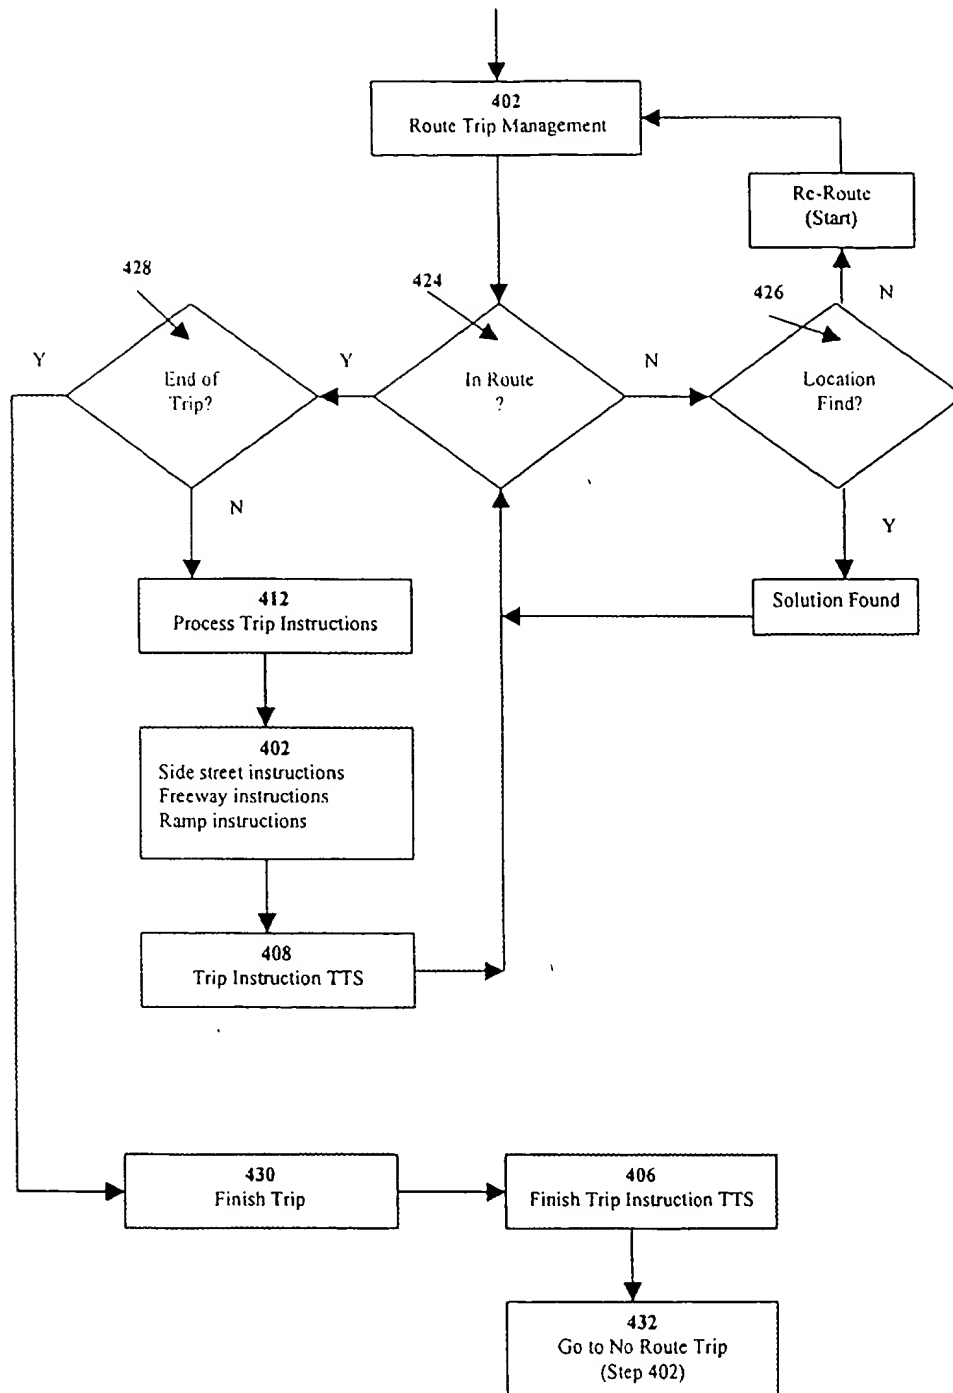 402
Route Trip Management
Re-Route
(Start)
428
424
426
N
Y
End of
Trip?
Y
In Route
?
N
Location
Find?
N
Y
412
Process Trip Instructions
Solution Found
402
Side street instructions
Freeway instructions
Ramp instructions
408
Trip Instruction TTS
430
Finish Trip
406
Finish Trip Instruction TTS
432
Go to No Route Trip
(Step 402)